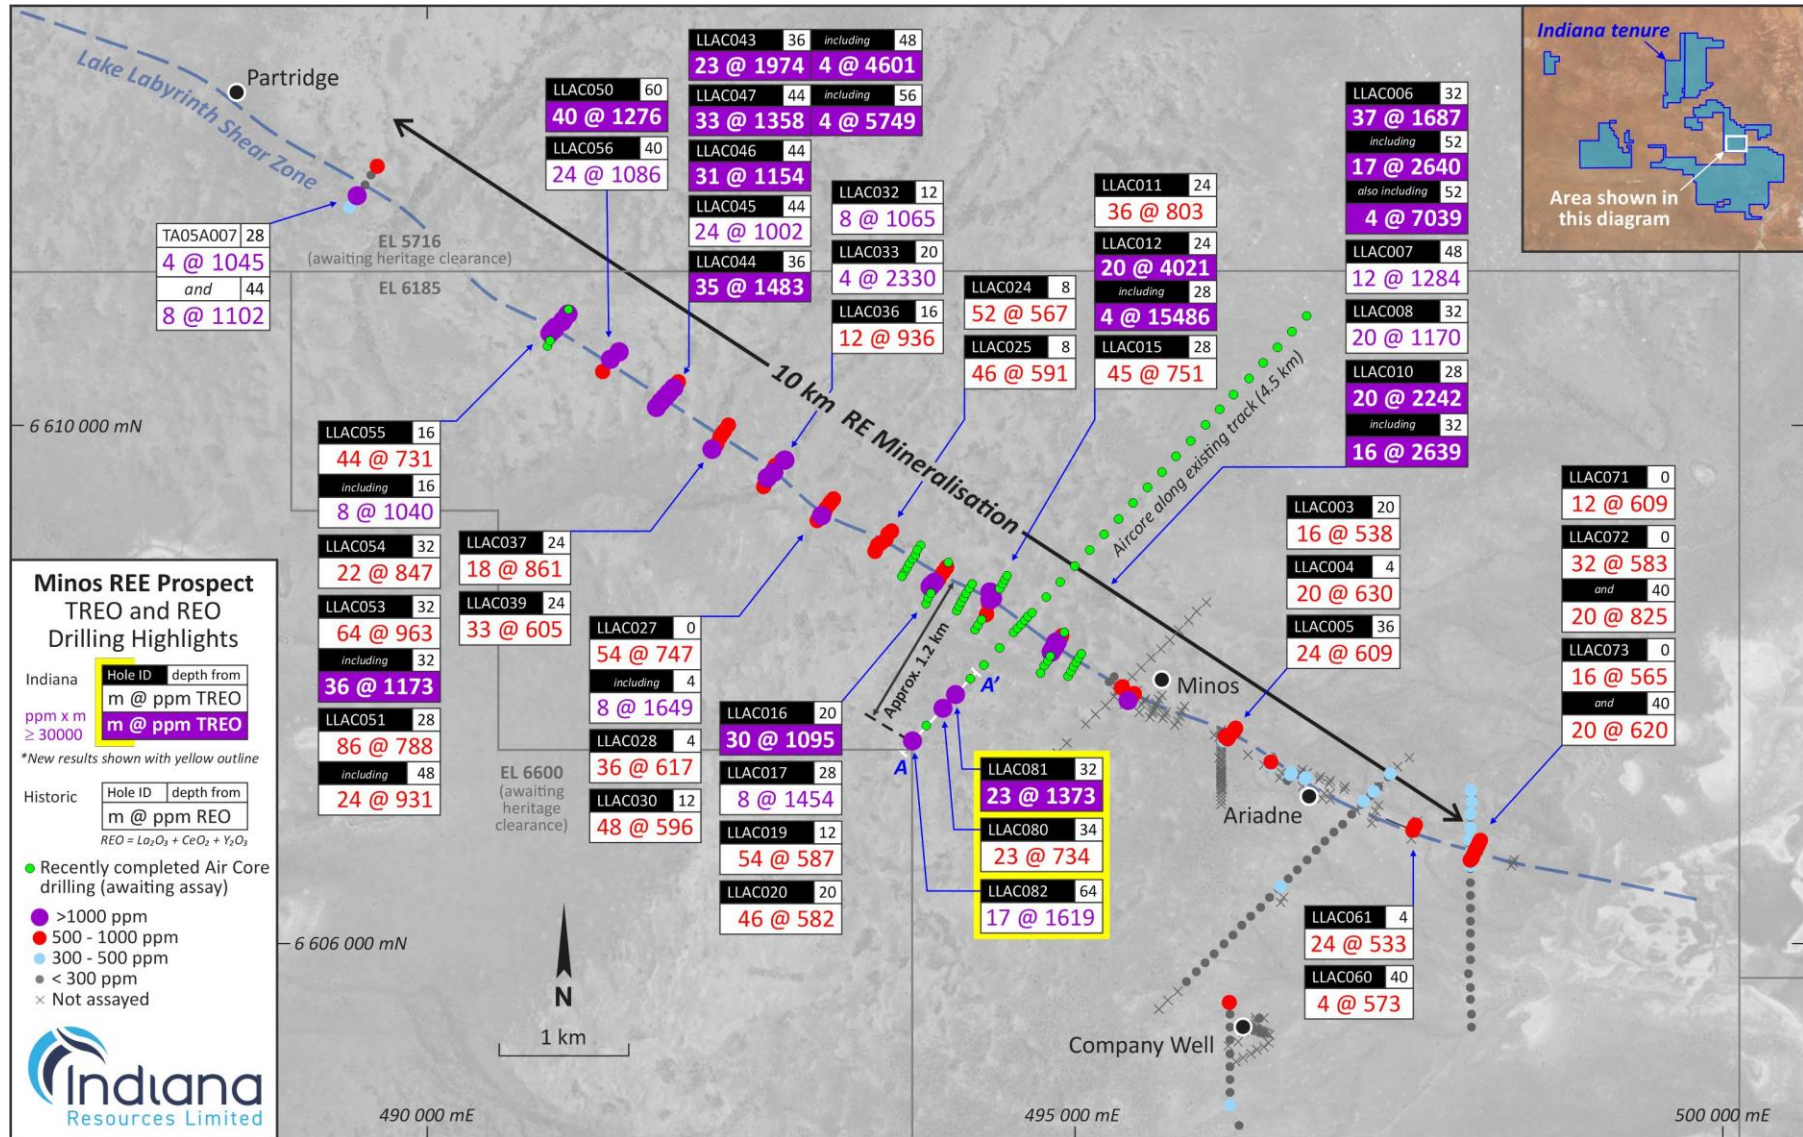 Lake Labyrinth Shear Zone
Partridge
TA05A007 28
4 @ 1045
and 44
8 @ 1102
EL 5716
(awaiting heritage clearance)
EL 6185
LLAC050 60
40 @ 1276
LLAC056 40
24 @ 1086
LLAC043 36 including 48
23 @ 1974 4 @ 4601
LLAC047 44 including 56
33 @ 1358 4 @ 5749
LLAC046 44
31 @ 1154
LLAC045 44
24 @ 1002
LLAC044 36
35 @ 1483
LLAC032 12
8 @ 1065
LLAC033 20
4 @ 2330
LLAC036 16
12 @ 936
LLAC024 8
52 @ 567
LLAC025 8
46 @ 591
LLAC011 24
36 @ 803
LLAC012 24
20 @ 4021
including 28
4 @ 15486
LLAC015 28
45 @ 751
LLAC006 32
37 @ 1687
including 52
17 @ 2640
also including 52
4 @ 7039
LLAC007 48
12 @ 1284
LLAC008 32
20 @ 1170
LLAC010 28
20 @ 2242
including 32
16 @ 2639
Indiana tenure
Area shown in
this diagram
10 km RE Mineralisation
Aircore along existing track (4.5 km)
6 610 000 mN
LLAC055 16
44 @ 731
including 16
8 @ 1040
LLAC054 32
22 @ 847
LLAC053 32
64 @ 963
including 32
36 @ 1173
LLAC051 28
86 @ 788
including 48
24 @ 931
LLAC037 24
18 @ 861
LLAC039 24
33 @ 605
LLAC027 0
54 @ 747
including 4
8 @ 1649
LLAC028 4
36 @ 617
LLAC030 12
48 @ 596
EL 6600
(awaiting
heritage
clearance)
LLAC016 20
30 @ 1095
LLAC017 28
8 @ 1454
LLAC019 12
54 @ 587
LLAC020 20
46 @ 582
Approx. 1.2 km
A
A'
LLAC081 32
23 @ 1373
LLAC080 34
23 @ 734
LLAC082 64
17 @ 1619
Minos
LLAC003 20
16 @ 538
LLAC004 4
20 @ 630
LLAC005 36
24 @ 609
LLAC071 0
12 @ 609
LLAC072 0
32 @ 583
and 40
20 @ 825
LLAC073 0
16 @ 565
and 40
20 @ 620
Ariadne
LLAC061 4
24 @ 533
LLAC060 40
4 @ 573
Company Well
6 606 000 mN
N
1 km
490 000 mE
495 000 mE
500 000 mE
Minos REE Prospect
TREO and REO
Drilling Highlights
Indiana
Hole ID depth from
m @ ppm TREO
m @ ppm TREO
ppm x m
≥ 30000
*New results shown with yellow outline
Historic
Hole ID depth from
m @ ppm REO
REO = La₂O₃ + CeO₂ + Y₂O₃
Recently completed Air Core
drilling (awaiting assay)
>1000 ppm
500 - 1000 ppm
300 - 500 ppm
< 300 ppm
Not assayed
Indiana
Resources Limited